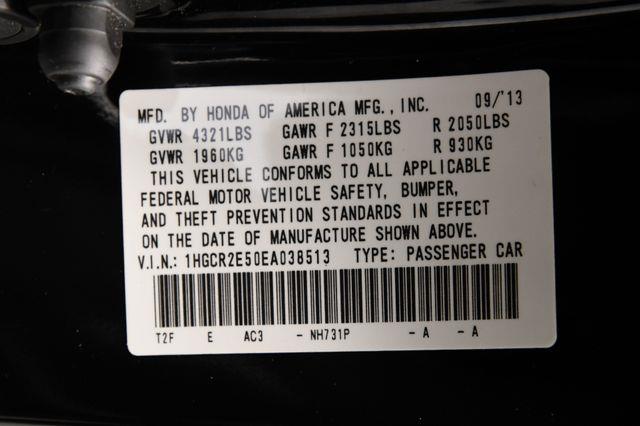 MFD. BY HONDA OF AMERICA MFG., INC. 09/'13
GVWR 4321LBS GAWR F 2315LBS R 2050LBS
GVWR 1960KG GAWR F 1050KG R 930KG
THIS VEHICLE CONFORMS TO ALL APPLICABLE
FEDERAL MOTOR VEHICLE SAFETY, BUMPER,
AND THEFT PREVENTION STANDARDS IN EFFECT
ON THE DATE OF MANUFACTURE SHOWN ABOVE.
V.I.N.: 1HGCR2E50EA038513 TYPE: PASSENGER CAR
T2F E AC3 - NH731P - A - A